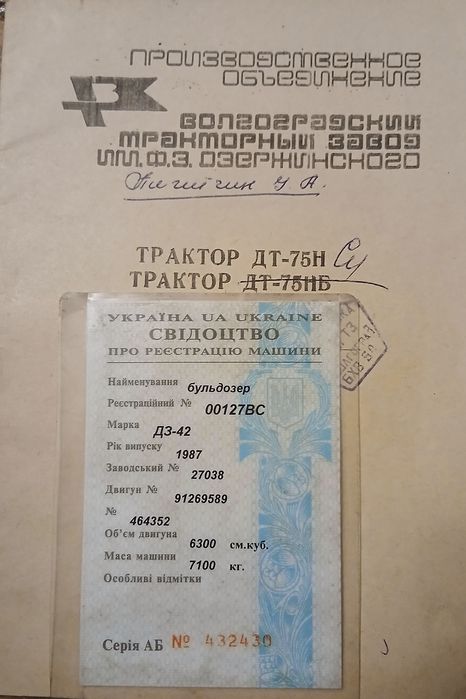 ПРОИЗВОДСТВЕННОЕ
ОБЪЕДИНЕНИЕ
ВОЛГОГРАДСКИЙ
ТРАКТОРНЫЙ ЗАВОД
ИМ. Ф.Э. ДЗЕРЖИНСКОГО
ТРАКТОР ДТ-75Н
ТРАКТОР ДТ-75НБ
УКРАЇНА UA UKRAINE
СВІДОЦТВО
ПРО РЕЄСТРАЦІЮ МАШИНИ
Найменування бульдозер
Реєстраційний № 00127ВС
Марка ДЗ-42
Рік випуску 1987
Заводський № 27038
Двигун № 91269589
№ 464352
Об'єм двигуна 6300 см.куб.
Маса машини 7100 кг.
Особливі відмітки
Серія АБ № 432430